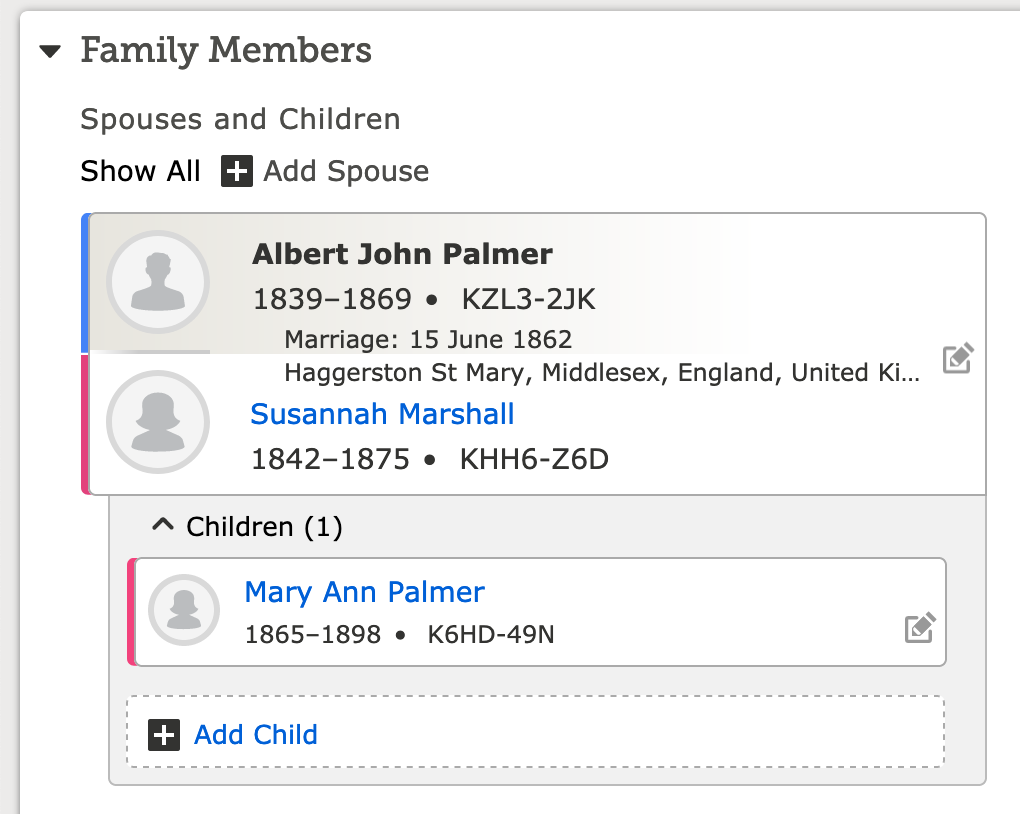 Family Members
Spouses and Children
Show All Add Spouse
Albert John Palmer
1839–1869 • KZL3-2JK
Marriage: 15 June 1862
Haggerston St Mary, Middlesex, England, United Ki...
Susannah Marshall
1842–1875 • KHH6-Z6D
Children (1)
Mary Ann Palmer
1865–1898 • K6HD-49N
Add Child